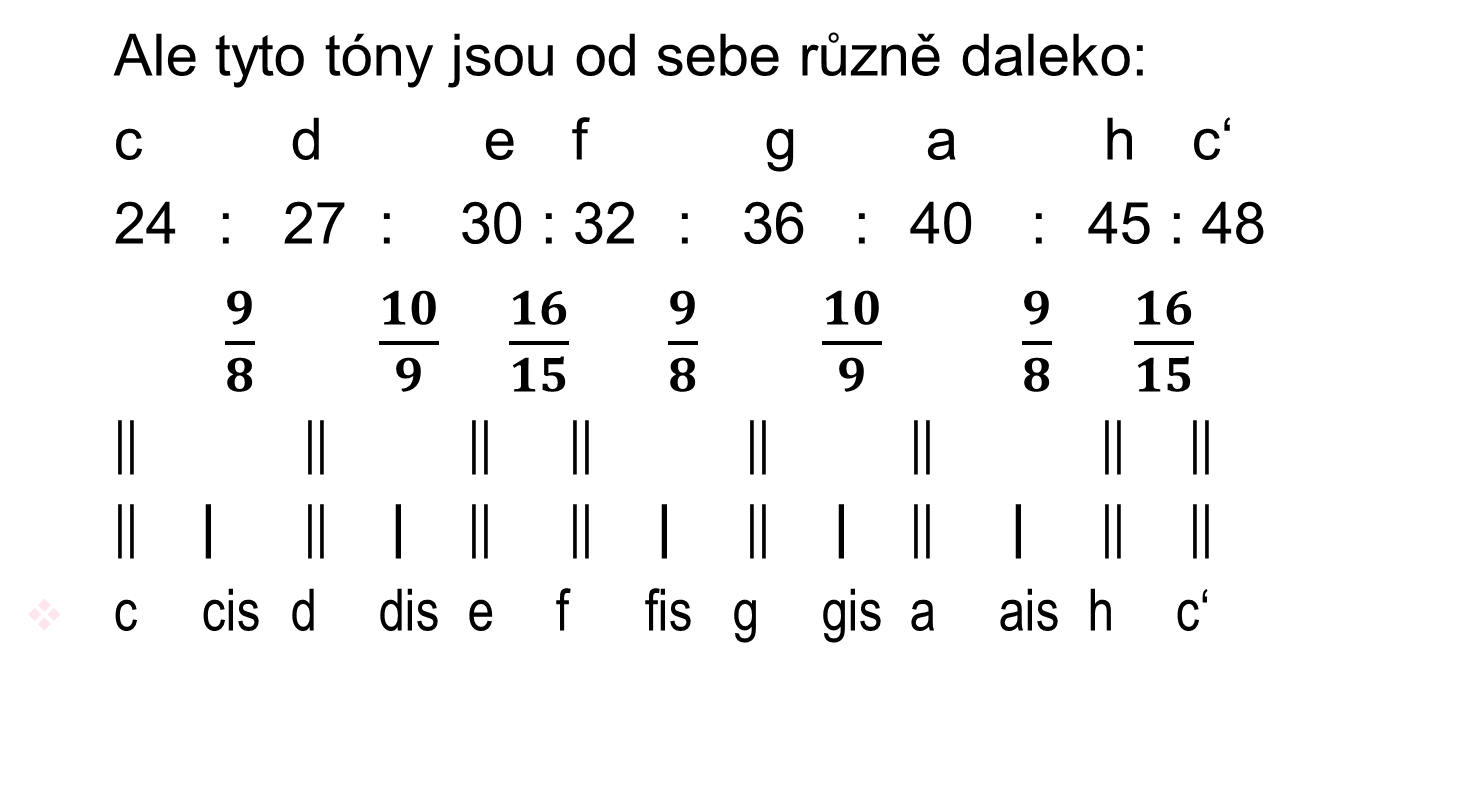 Ale tyto tóny jsou od sebe různě daleko:
c d e f g a h c‘
24 : 27 : 30 : 32 : 36 : 40 : 45 : 48
9/8 10/9 16/15 9/8 10/9 9/8 16/15
|| || || || || || || ||
|| | || | || || | || | || | || ||
c cis d dis e f fis g gis a ais h c‘